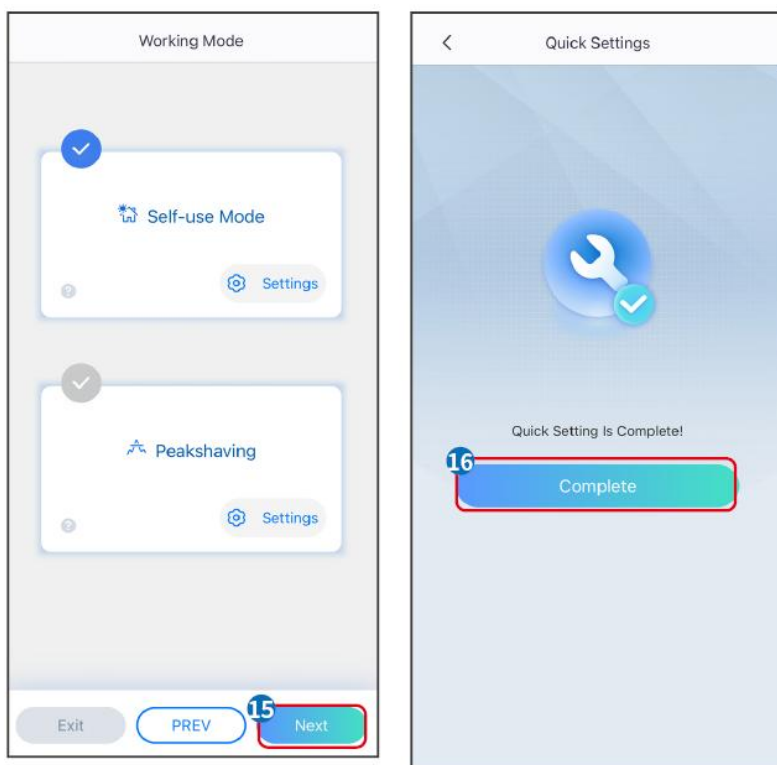 Working Mode
Self-use Mode
?
Settings
Peakshaving
?
Settings
Exit
PREV
15
Next
Quick Settings
Quick Setting Is Complete!
16
Complete